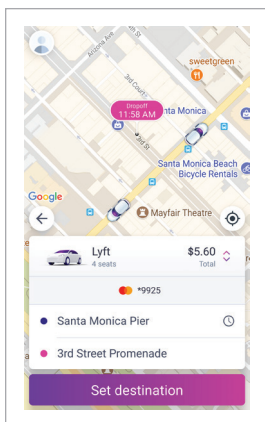 sweetgreen
Arizona Ave
3rd Court
Dropoff
11:58 AM
nta Monica
3rd St
Santa Monica Beach
Bicycle Rentals
Google
Mayfair Theatre
Lyft
$5.60
4 seats
Total
*9925
Santa Monica Pier
3rd Street Promenade
Set destination